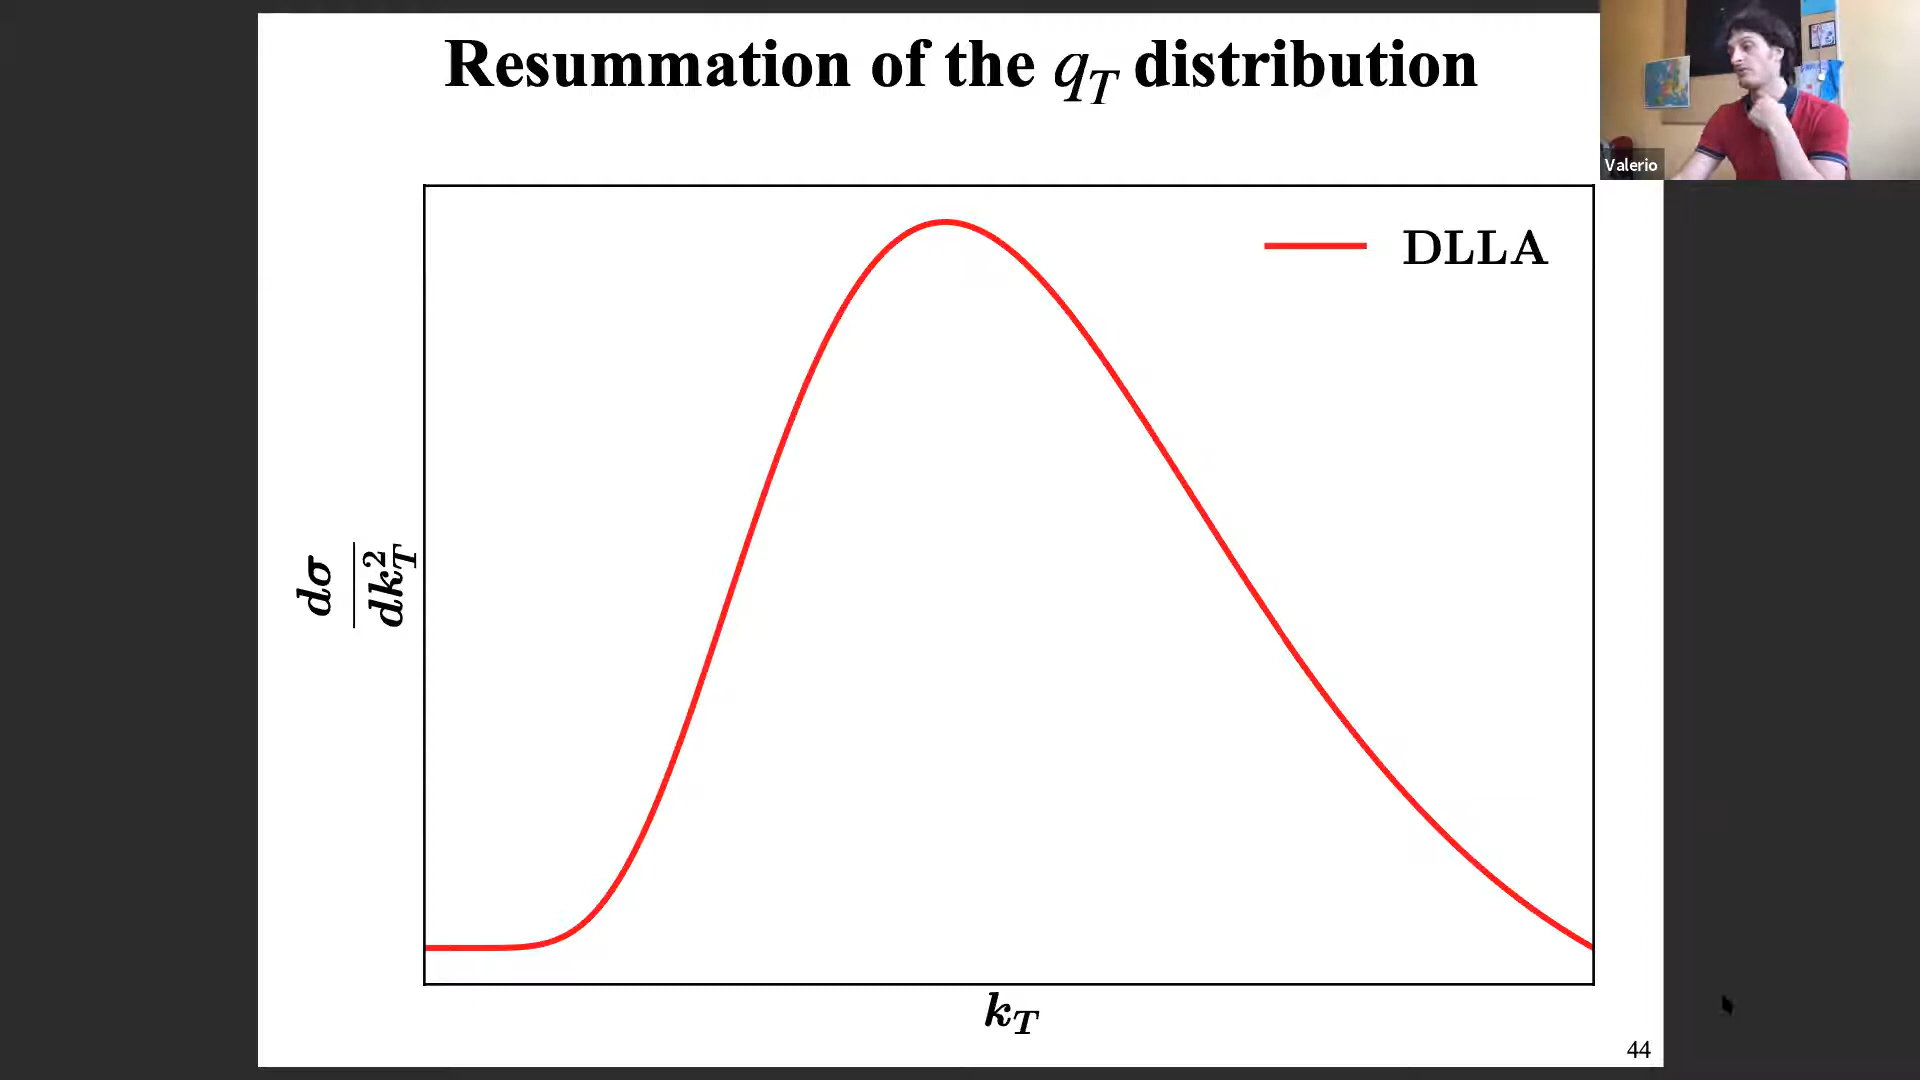 Resummation of the q_T distribution
Valerio
DLLA
dσ
dk_T^2
k_T
44